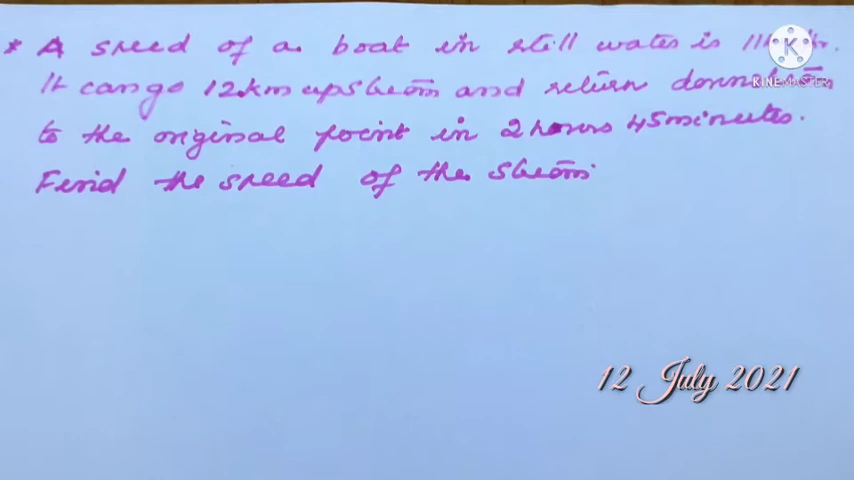 * A speed of a boat in still water is 11 hr.
It can go 12km upstream and return downstream
to the original point in 2 hours 45 minutes.
Find the speed of the stream
K
KINEMASTER
12 July 2021